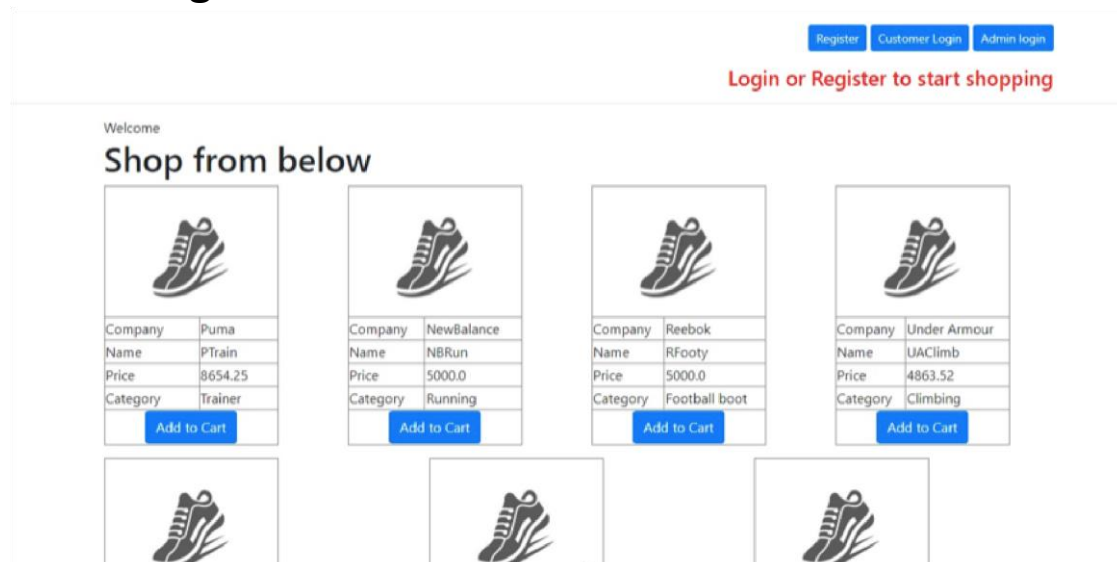 Register Customer Login Admin login
Login or Register to start shopping
Welcome
Shop from below
Company Puma
Name PTrain
Price 8654.25
Category Trainer
Add to Cart
Company NewBalance
Name NBRun
Price 5000.0
Category Running
Add to Cart
Company Reebok
Name RFooty
Price 5000.0
Category Football boot
Add to Cart
Company Under Armour
Name UAClimb
Price 4863.52
Category Climbing
Add to Cart